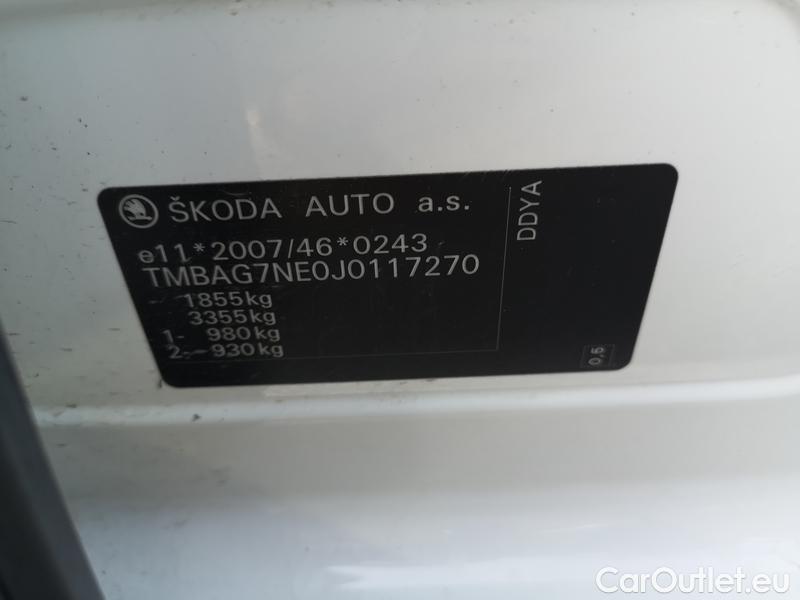 ŠKODA AUTO a.s.
e11*2007/46*0243
TMBAG7NE0J0117270
- 1855kg
3355kg
1- 980kg
2- 930kg
DDYA
0,5
CarOutlet.eu